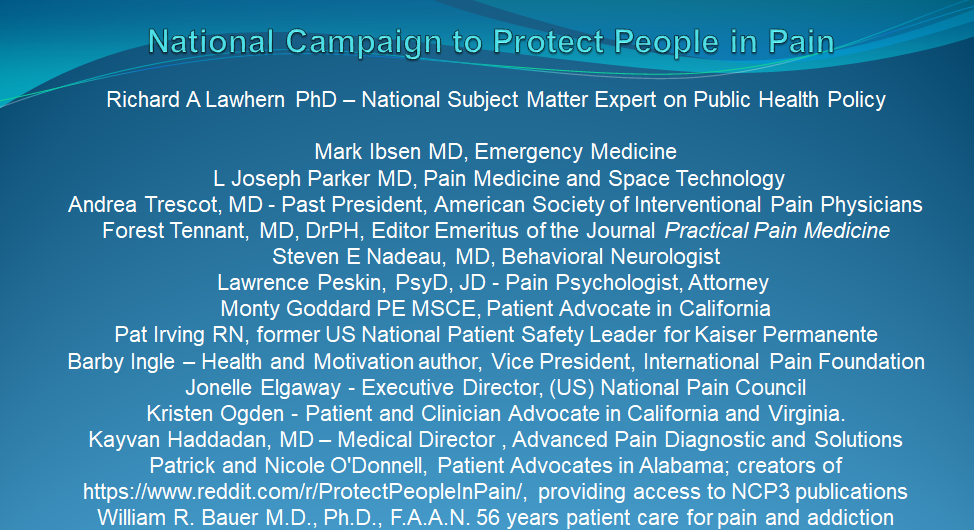 National Campaign to Protect People in Pain
Richard A Lawhern PhD – National Subject Matter Expert on Public Health Policy
Mark Ibsen MD, Emergency Medicine
L Joseph Parker MD, Pain Medicine and Space Technology
Andrea Trescot, MD - Past President, American Society of Interventional Pain Physicians
Forest Tennant, MD, DrPH, Editor Emeritus of the Journal Practical Pain Medicine
Steven E Nadeau, MD, Behavioral Neurologist
Lawrence Peskin, PsyD, JD - Pain Psychologist, Attorney
Monty Goddard PE MSCE, Patient Advocate in California
Pat Irving RN, former US National Patient Safety Leader for Kaiser Permanente
Barby Ingle – Health and Motivation author, Vice President, International Pain Foundation
Jonelle Elgaway - Executive Director, (US) National Pain Council
Kristen Ogden - Patient and Clinician Advocate in California and Virginia.
Kayvan Haddadan, MD – Medical Director , Advanced Pain Diagnostic and Solutions
Patrick and Nicole O'Donnell, Patient Advocates in Alabama; creators of
https://www.reddit.com/r/ProtectPeopleInPain/, providing access to NCP3 publications
William R. Bauer M.D., Ph.D., F.A.A.N. 56 years patient care for pain and addiction